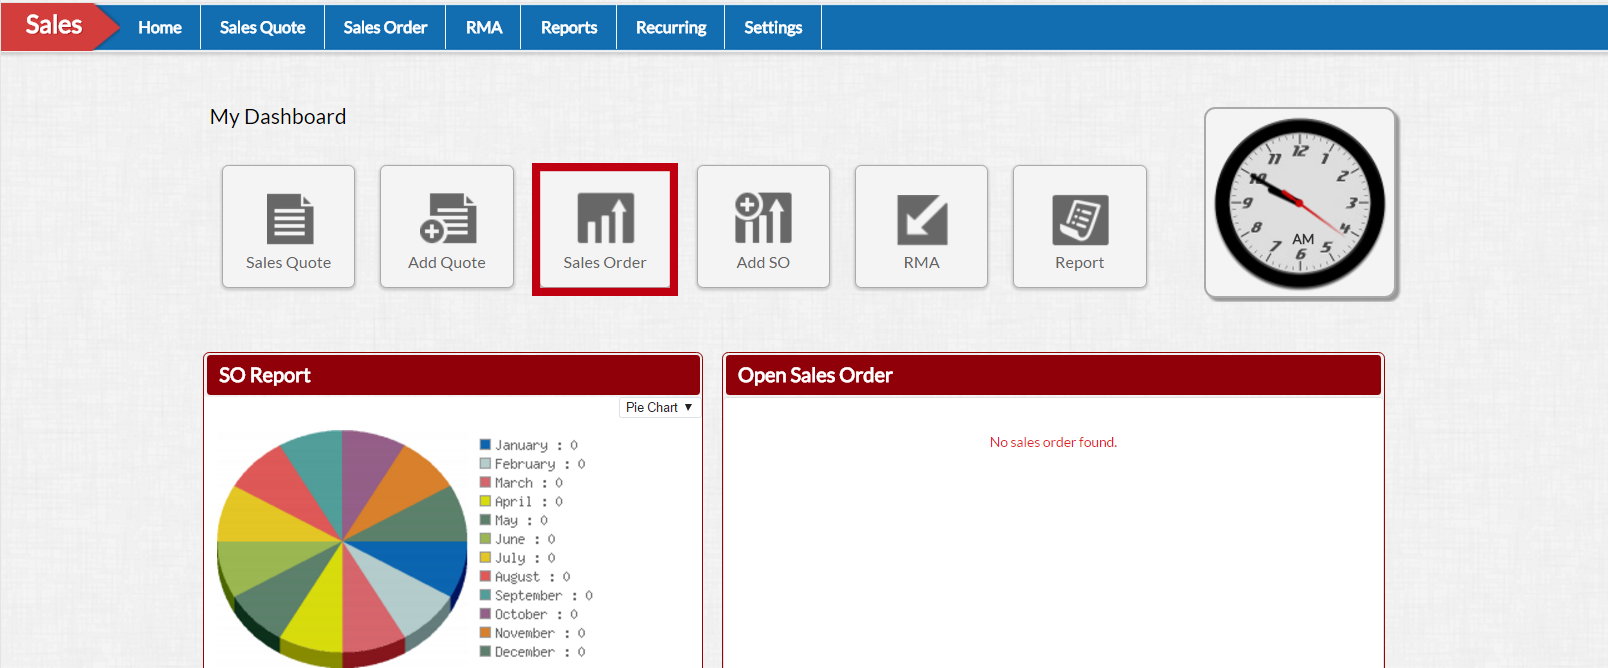 Sales
Home
Sales Quote
Sales Order
RMA
Reports
Recurring
Settings
My Dashboard
Sales Quote
Add Quote
Sales Order
Add SO
RMA
Report
12
1
2
3
4
5
6
7
8
9
10
11
AM
SO Report
Pie Chart ▼
January : 0
February : 0
March : 0
April : 0
May : 0
June : 0
July : 0
August : 0
September : 0
October : 0
November : 0
December : 0
Open Sales Order
No sales order found.